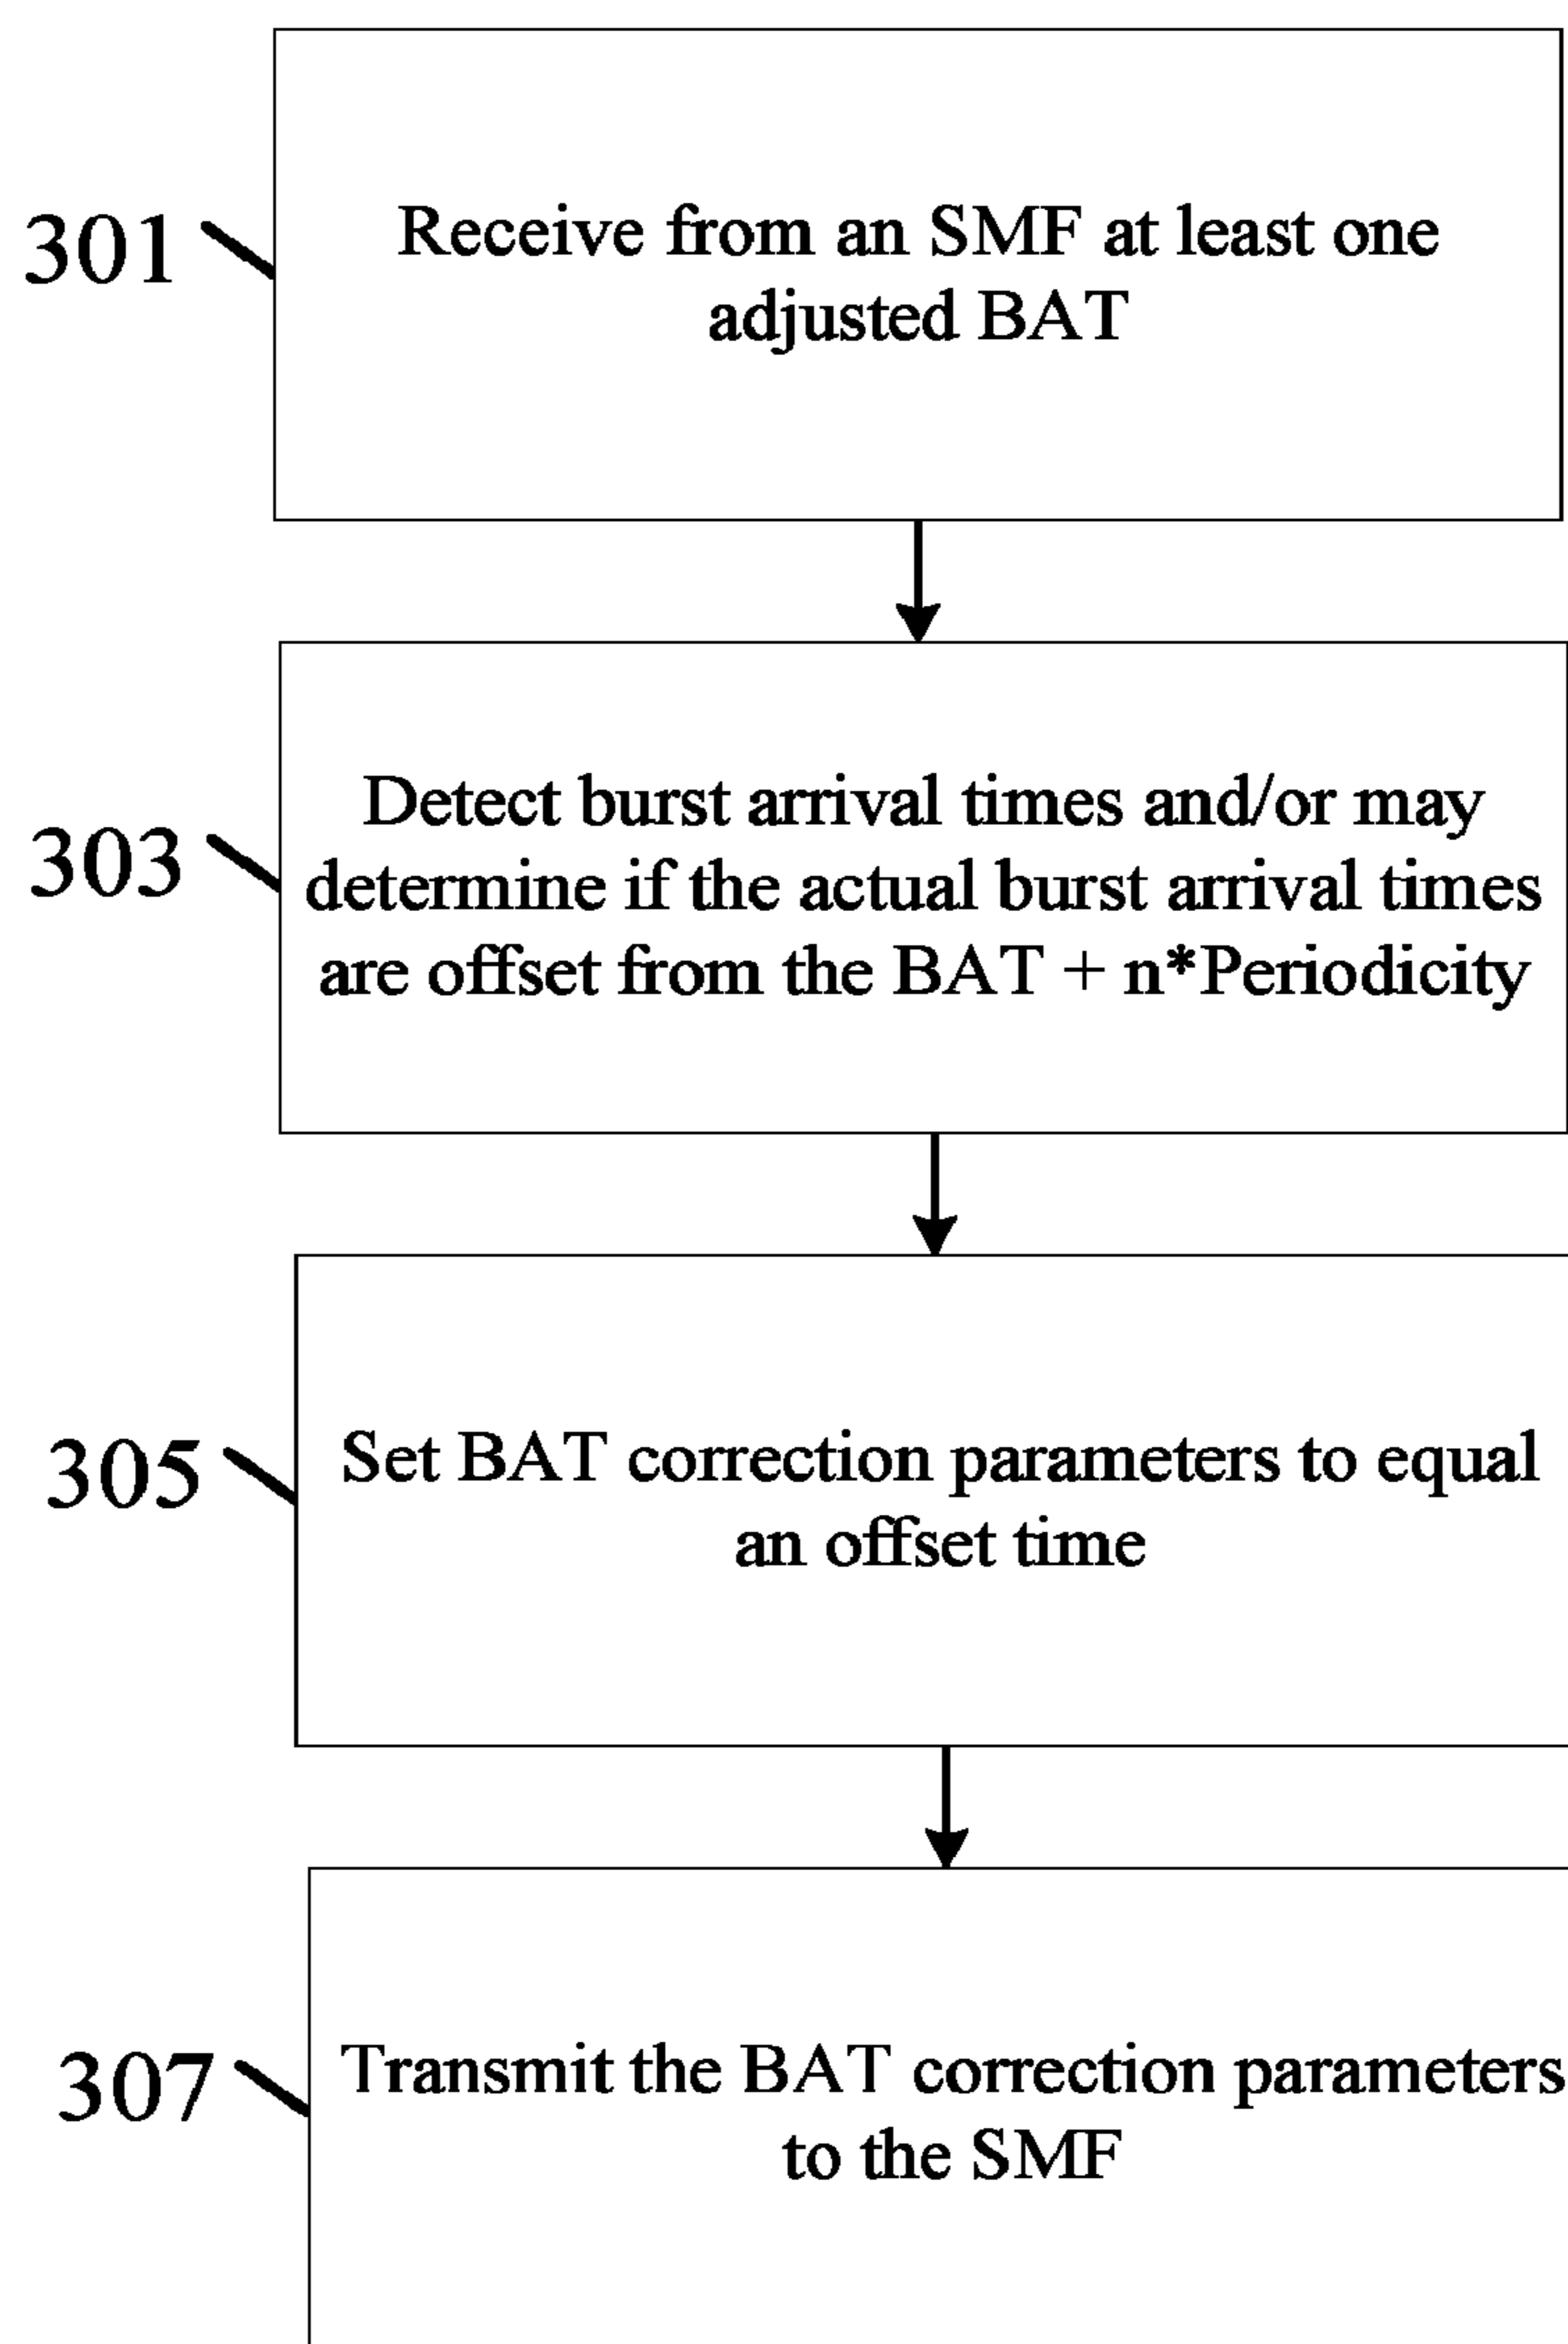 301
Receive from an SMF at least one
adjusted BAT
303
Detect burst arrival times and/or may
determine if the actual burst arrival times
are offset from the BAT + n*Periodicity
305
Set BAT correction parameters to equal
an offset time
307
Transmit the BAT correction parameters
to the SMF